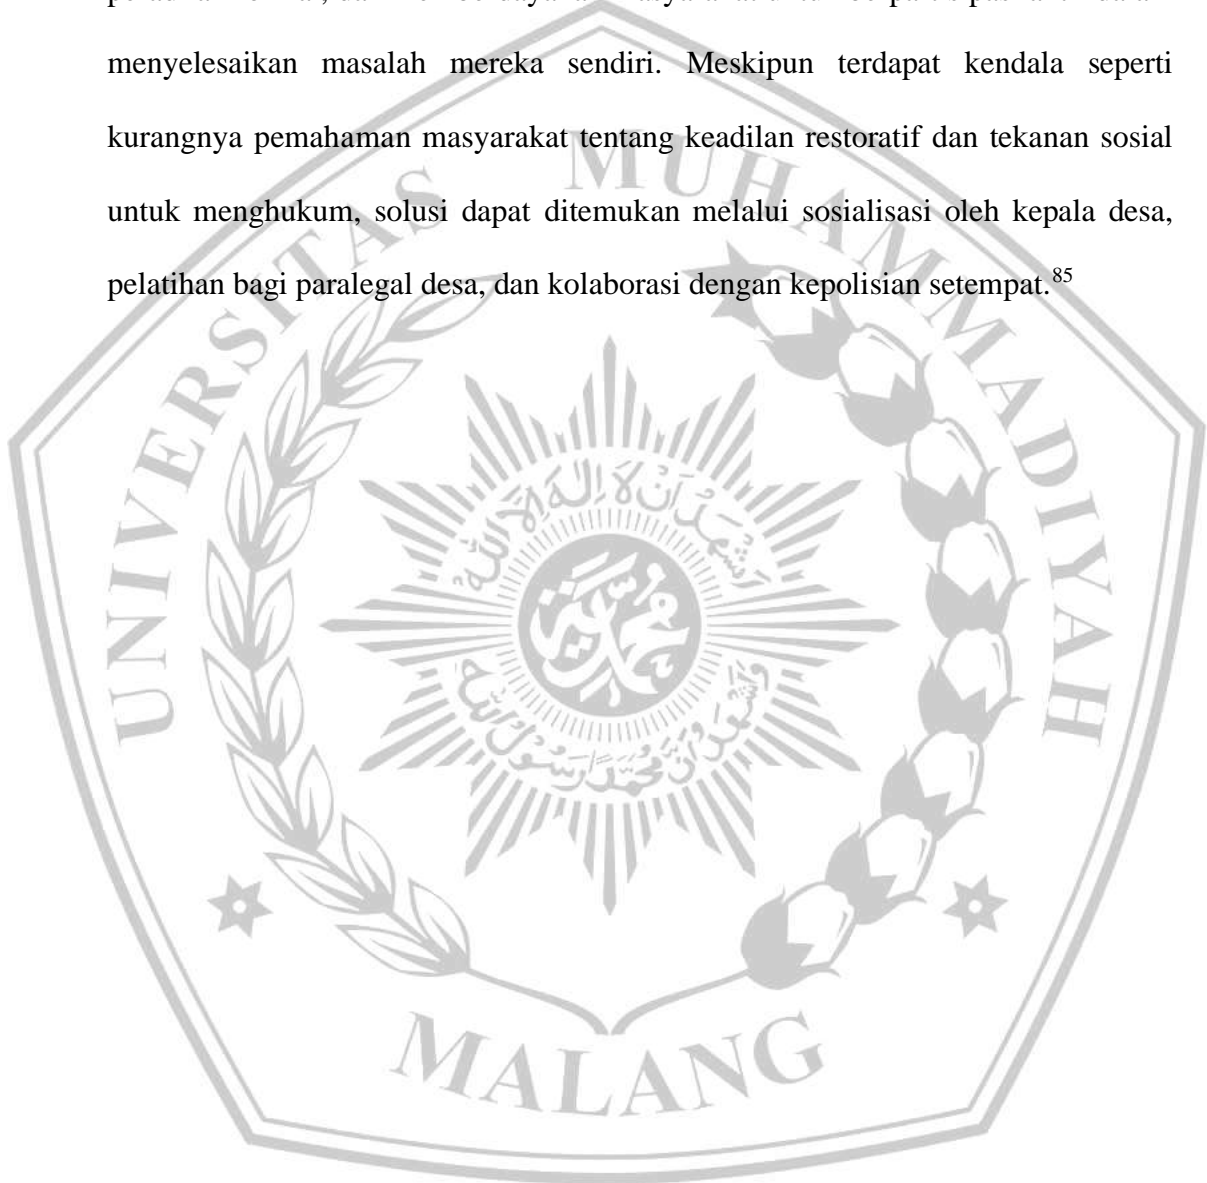 menyelesaikan masalah mereka sendiri. Meskipun terdapat kendala seperti
kurangnya pemahaman masyarakat tentang keadilan restoratif dan tekanan sosial
untuk menghukum, solusi dapat ditemukan melalui sosialisasi oleh kepala desa,
pelatihan bagi paralegal desa, dan kolaborasi dengan kepolisian setempat.⁸⁵
UNIVERSITAS MUHAMMADIYAH
MALANG